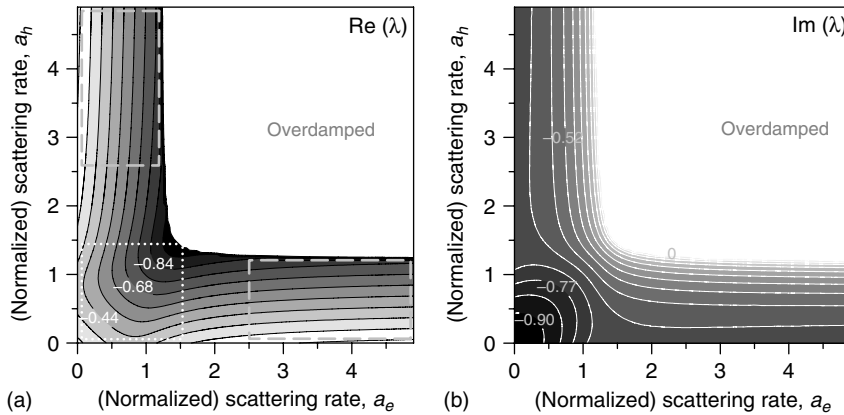 Re (λ)
(Normalized) scattering rate, a_h
4
3
2
1
0
Overdamped
−0.84
−0.68
−0.44
0 1 2 3 4
(a)
(Normalized) scattering rate, a_e
Im (λ)
(Normalized) scattering rate, a_h
4
3
2
1
0
Overdamped
−0.52
0
−0.77
−0.90
0 1 2 3 4
(b)
(Normalized) scattering rate, a_e